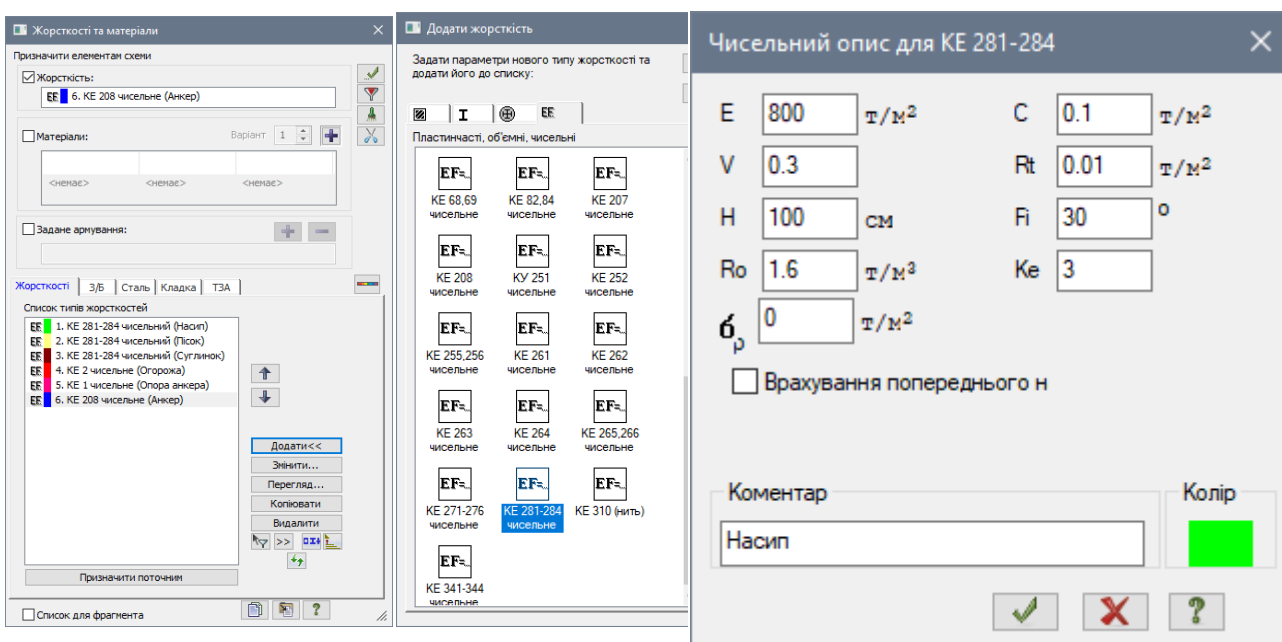 Жорсткості та матеріали
Призначити елементам схеми
Жорсткість:
6. КЕ 208 чисельне (Анкер)
Матеріали:
Варіант 1
<немає> <немає> <немає>
Задане армування:
Жорсткості З/Б Сталь Кладка ТЗА
Список типів жорсткостей
1. КЕ 281-284 чисельний (Насип)
2. КЕ 281-284 чисельний (Пісок)
3. КЕ 281-284 чисельний (Суглинок)
4. КЕ 2 чисельне (Огорожа)
5. КЕ 1 чисельне (Опора анкера)
6. КЕ 208 чисельне (Анкер)
Додати<<
Змінити...
Перегляд...
Копіювати
Видалити
>>
Призначити поточним
Список для фрагмента
Додати жорсткість
Задати параметри нового типу жорсткості та
додати його до списку:
Пластинчасті, об'ємні, чисельні
КЕ 68,69 КЕ 82,84 КЕ 207
чисельне чисельне чисельне
КЕ 208 КУ 251 КЕ 252
чисельне чисельне чисельне
КЕ 255,256 КЕ 261 КЕ 262
чисельне чисельне чисельне
КЕ 263 КЕ 264 КЕ 265,266
чисельне чисельне чисельне
КЕ 271-276 КЕ 281-284 КЕ 310 (нить)
чисельне чисельне
КЕ 341-344
чисельне
Чисельний опис для КЕ 281-284
E 800 т/м² C 0.1 т/м²
V 0.3 Rt 0.01 т/м²
H 100 см Fi 30 °
Ro 1.6 т/м³ Ke 3
σρ 0 т/м²
Врахування попереднього н
Коментар Колір
Насип